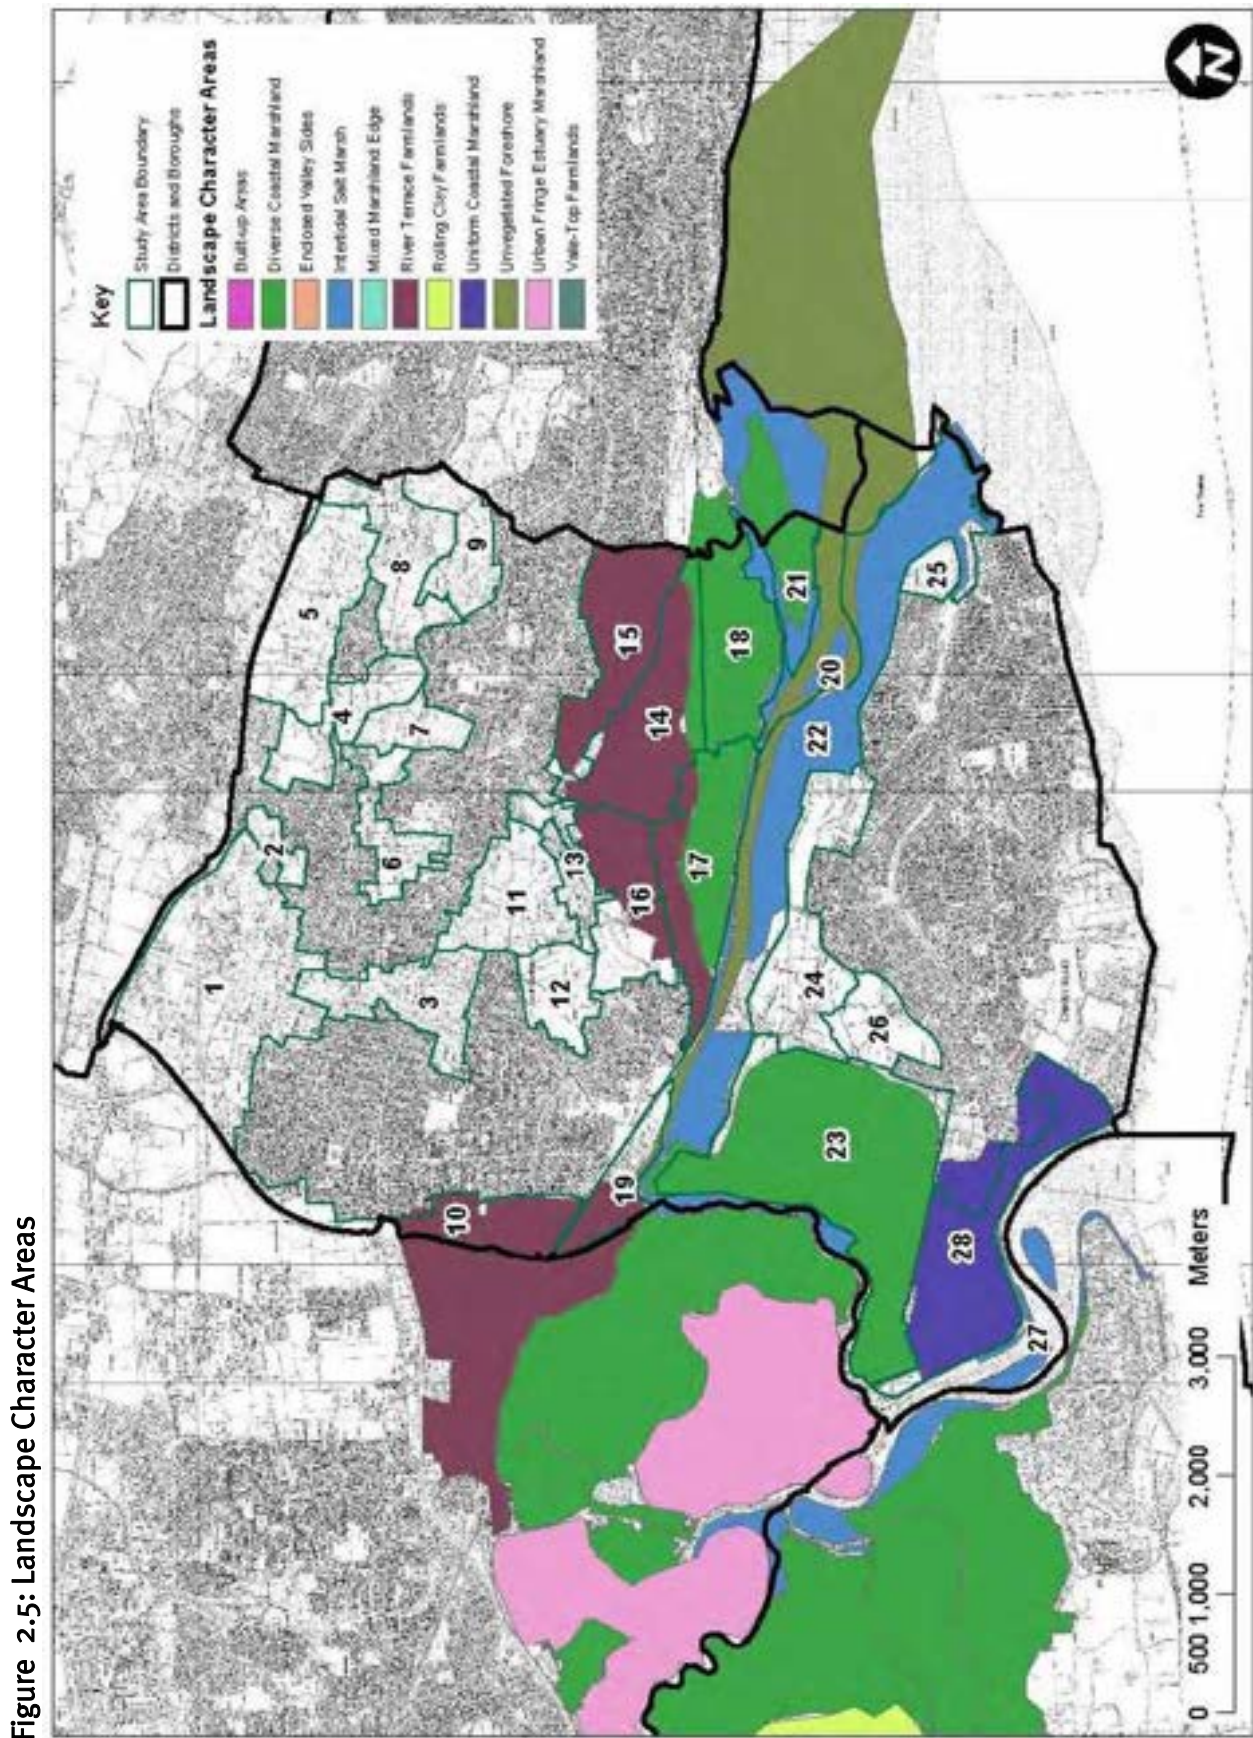 Figure 2.5: Landscape Character Areas
Key
Study Area Boundary
Districts and Boroughs
Landscape Character Areas
Built-up Areas
Diverse Coastal Marshland
Enclosed Valley Sides
Intertidal Salt Marsh
Mixed Marshland Edge
River Terrace Farmlands
Rolling Clay Farmlands
Uniform Coastal Marshland
Unvegetated Foreshore
Urban Fringe Estuary Marshland
Vale-Top Farmlands
N
1
2
3
4
5
6
7
8
9
10
11
12
13
14
15
16
17
18
19
20
21
22
23
24
25
26
27
28
0 500 1,000 2,000 3,000 Meters